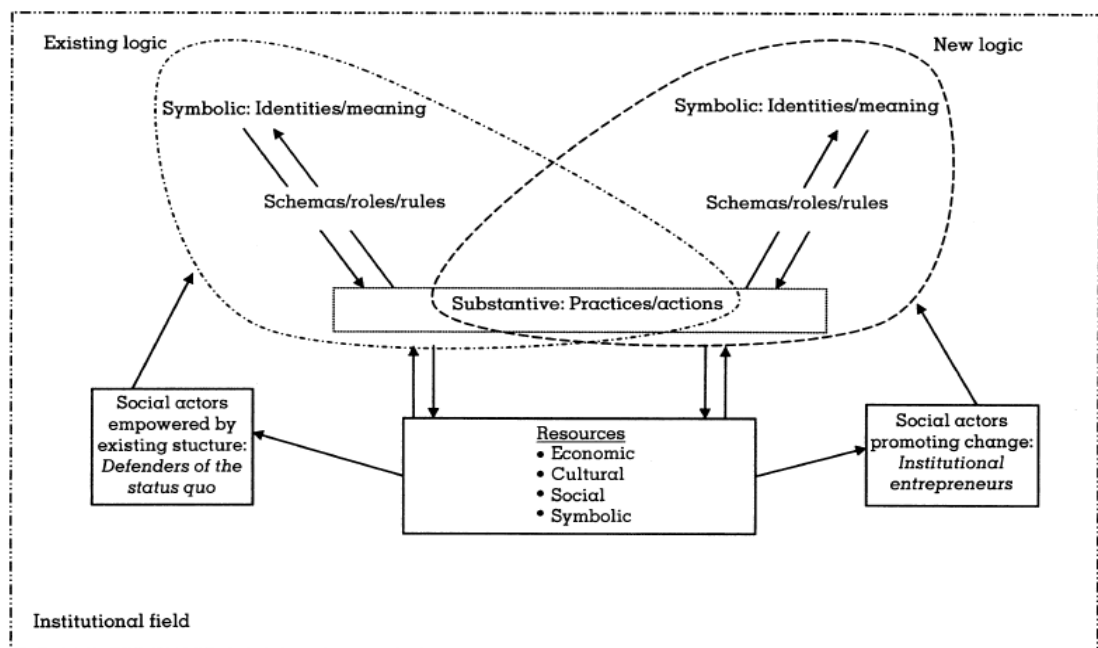 Existing logic
New logic
Symbolic: Identities/meaning
Symbolic: Identities/meaning
Schemas/roles/rules
Schemas/roles/rules
Substantive: Practices/actions
Social actors
empowered by
existing stucture:
Defenders of the
status quo
Resources
• Economic
• Cultural
• Social
• Symbolic
Social actors
promoting change:
Institutional
entrepreneurs
Institutional field